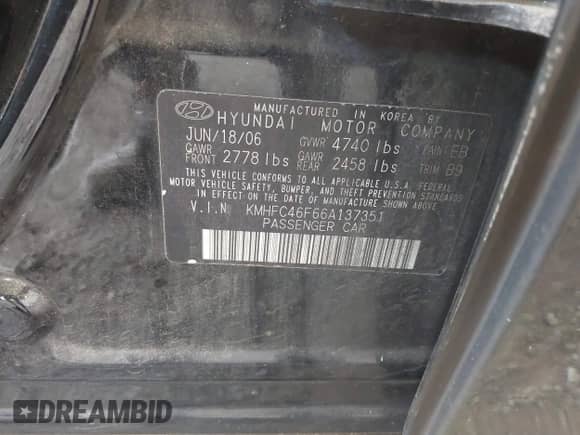 MANUFACTURED IN KOREA BY
HYUNDAI MOTOR COMPANY
JUN/18/06 GVWR 4740 lbs PAINT EB
GAWR FRONT 2778 lbs GAWR REAR 2458 lbs TRIM B9
THIS VEHICLE CONFORMS TO ALL APPLICABLE U.S.A. FEDERAL
MOTOR VEHICLE SAFETY, BUMPER, AND THEFT PREVENTION STANDARDS
IN EFFECT ON THE DATE OF MANUFACTURE SHOWN ABOVE.
V.I.N KMHFC46F66A137351
PASSENGER CAR
DREAMBID